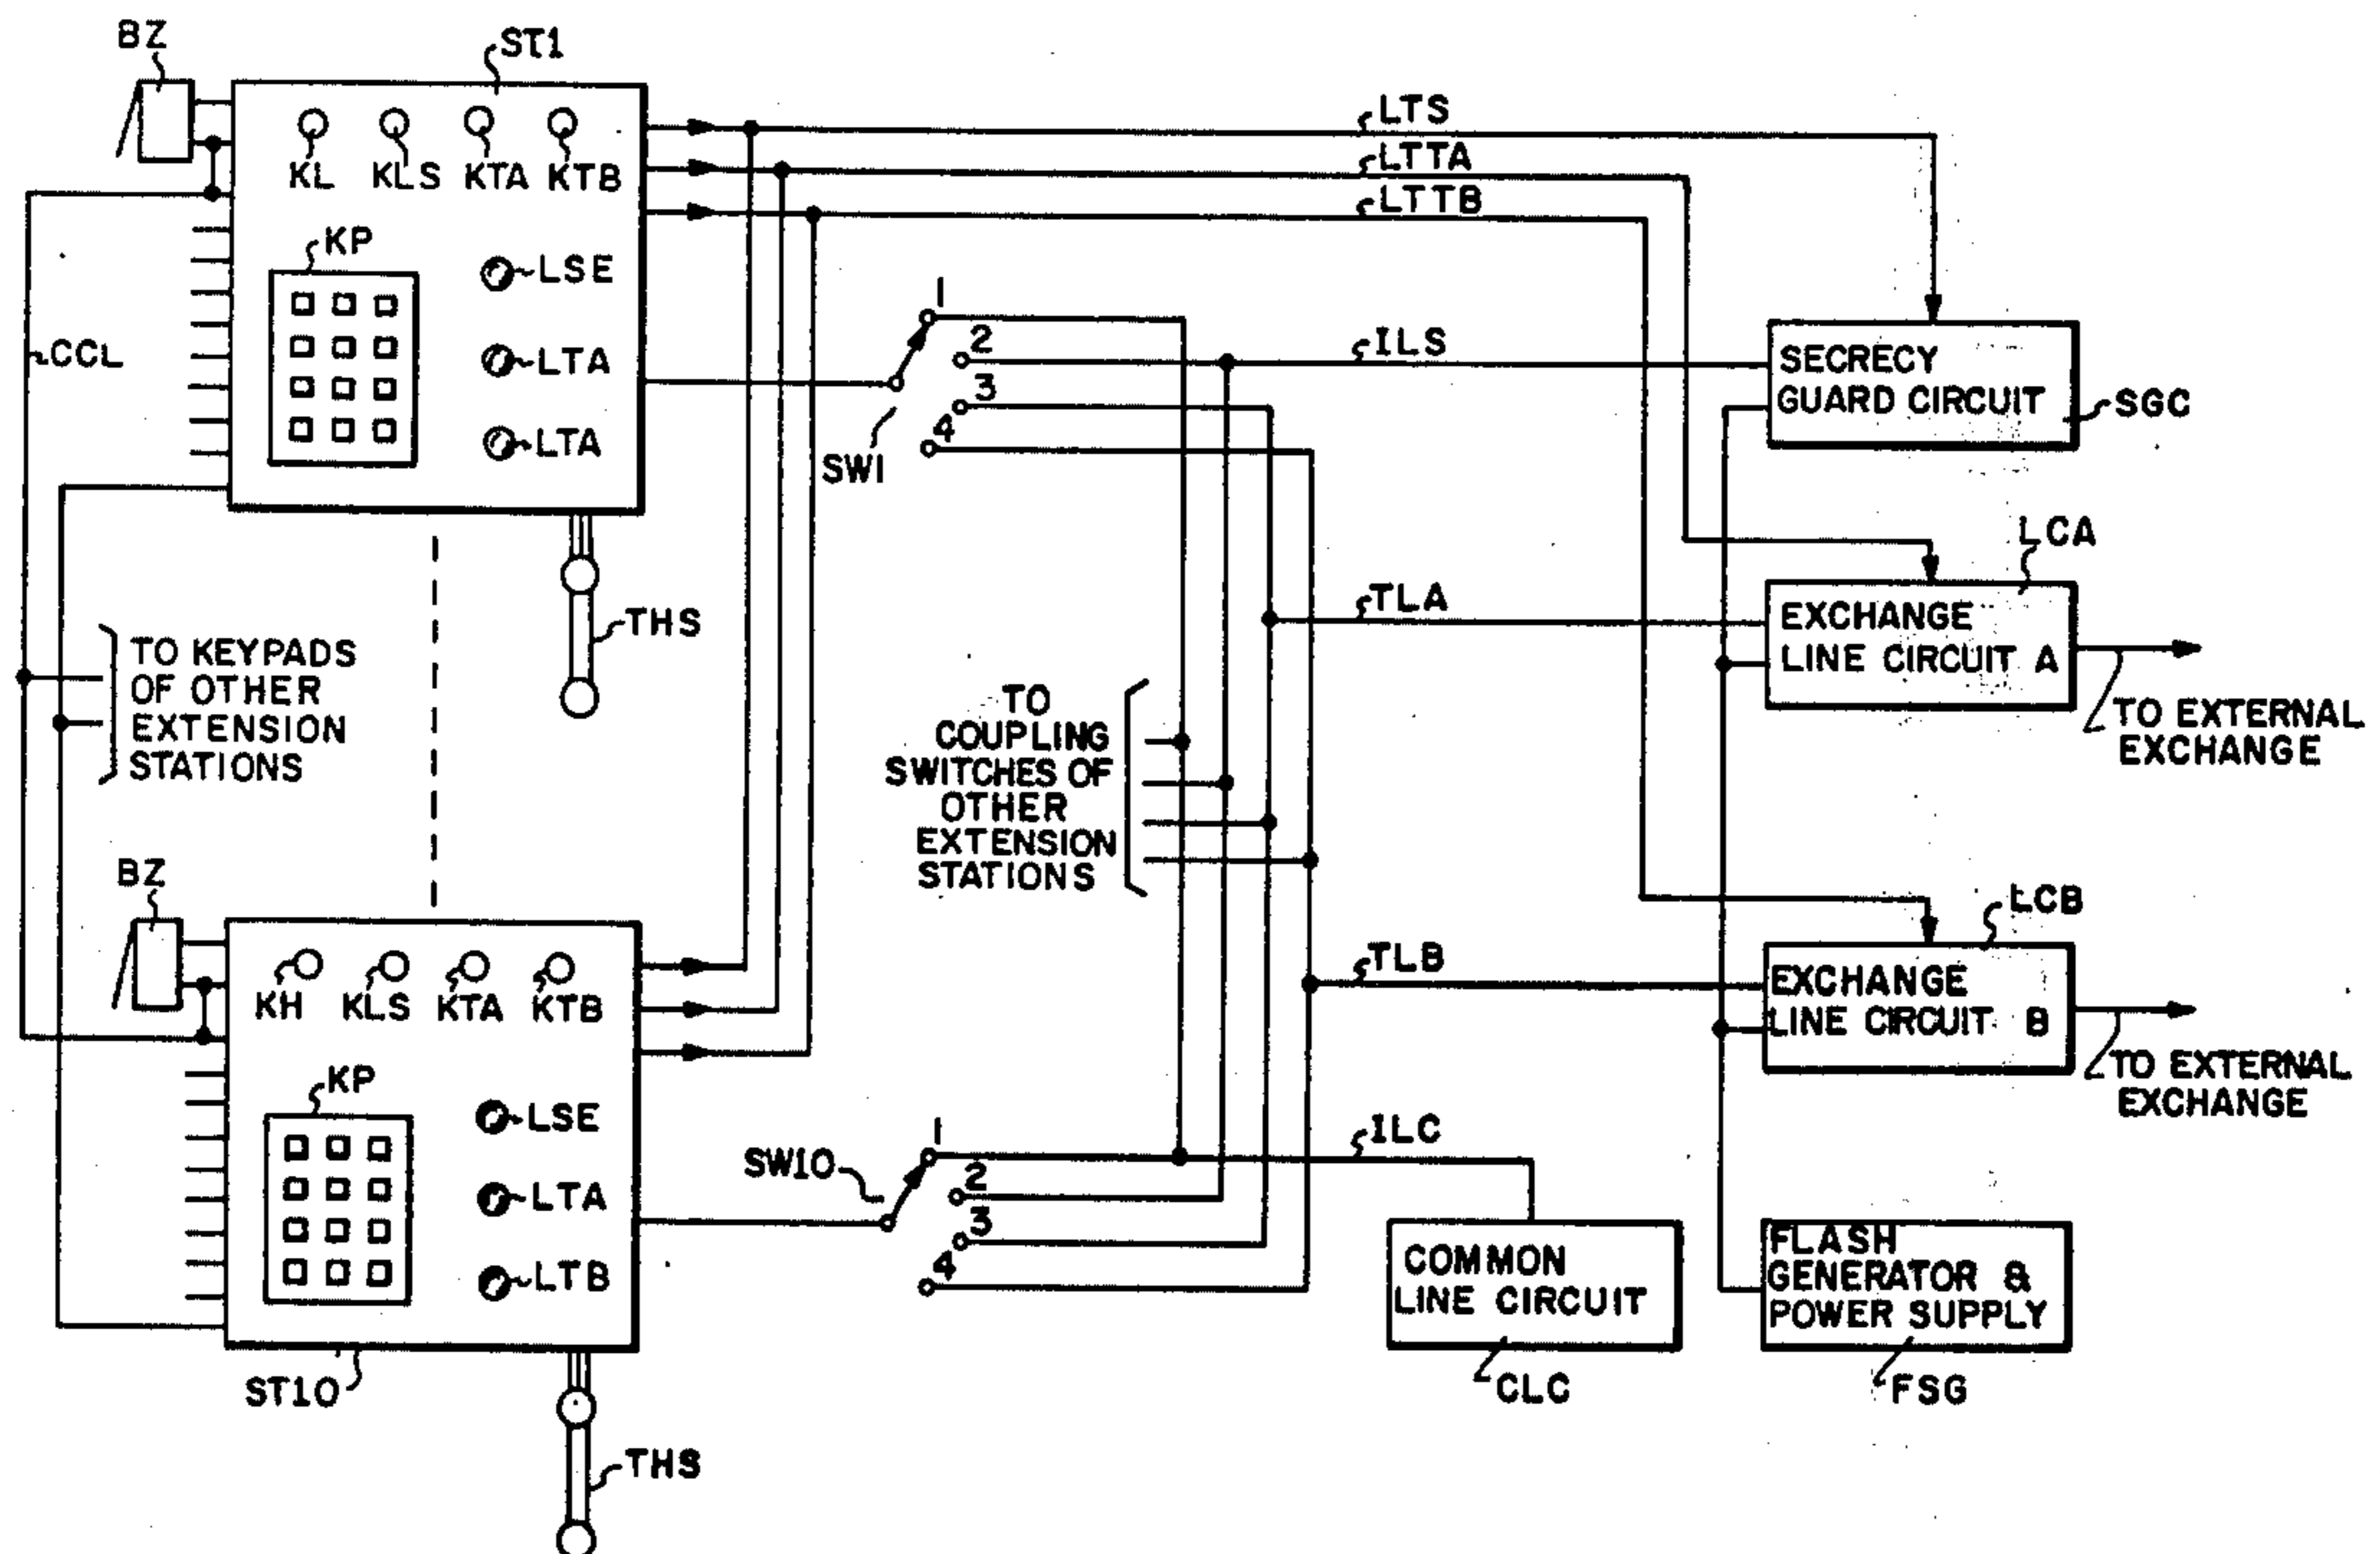 BZ
ST1
KL KLS KTA KTB
KP
LSE
LTA
LTA
CCL
THS
LTS
LTTA
LTTB
1
2
3
4
SW1
ILS
SECRECY
GUARD CIRCUIT
SGC
LCA
TLA
EXCHANGE
LINE CIRCUIT A
TO EXTERNAL
EXCHANGE
TO KEYPADS
OF OTHER
EXTENSION
STATIONS
TO
COUPLING
SWITCHES OF
OTHER
EXTENSION
STATIONS
BZ
KH KLS KTA KTB
KP
LSE
LTA
LTB
ST10
THS
LCB
TLB
EXCHANGE
LINE CIRCUIT B
TO EXTERNAL
EXCHANGE
ILC
SW10
1
2
3
4
COMMON
LINE CIRCUIT
CLC
FLASH
GENERATOR &
POWER SUPPLY
FSG